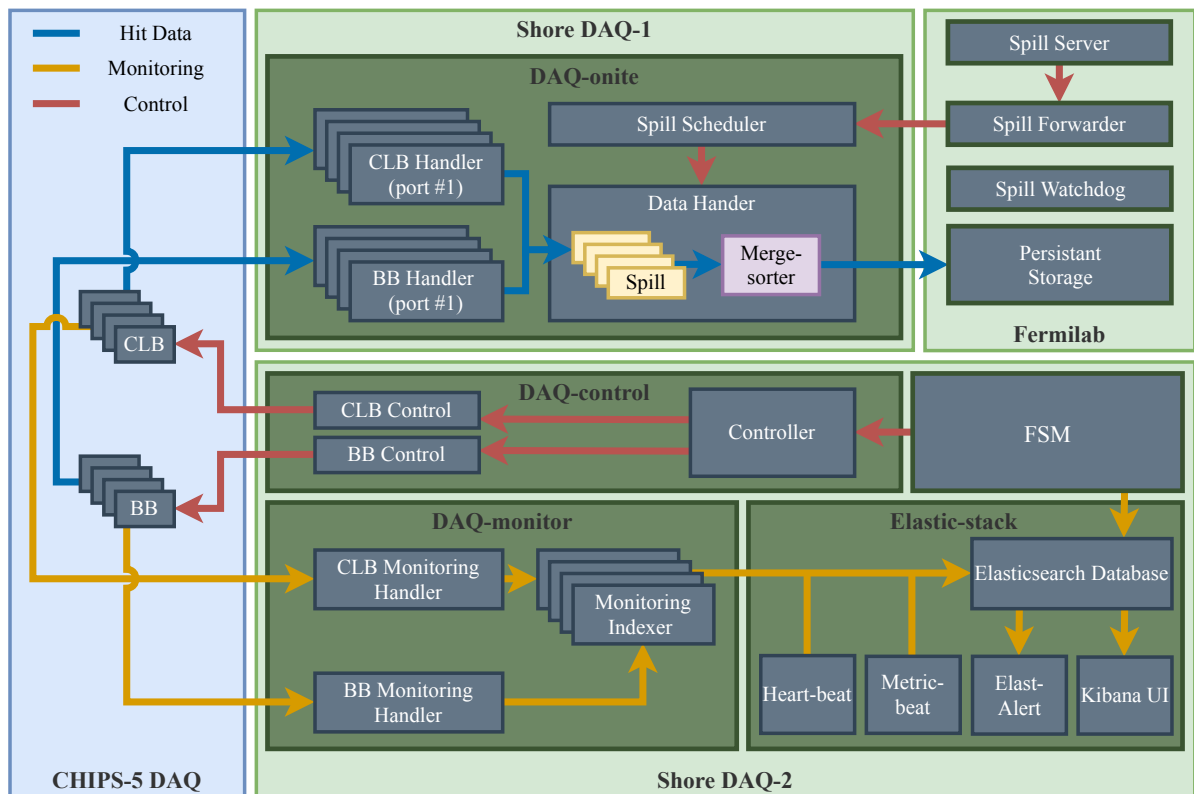 Hit Data
Monitoring
Control
CLB
BB
CHIPS-5 DAQ
Shore DAQ-1
DAQ-onite
CLB Handler
(port #1)
BB Handler
(port #1)
Spill Scheduler
Data Hander
Spill
Merge-
sorter
Spill Server
Spill Forwarder
Spill Watchdog
Persistant
Storage
Fermilab
DAQ-control
CLB Control
BB Control
Controller
FSM
DAQ-monitor
CLB Monitoring
Handler
Monitoring
Indexer
BB Monitoring
Handler
Elastic-stack
Elasticsearch Database
Heart-beat
Metric-
beat
Elast-
Alert
Kibana UI
Shore DAQ-2